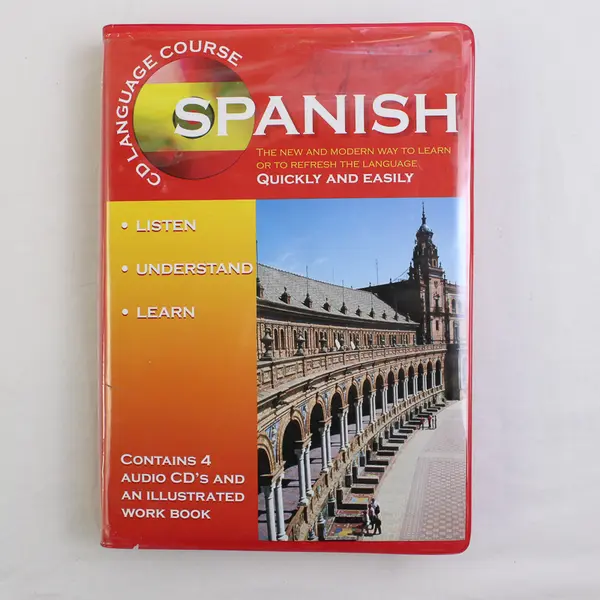 CD LANGUAGE COURSE
SPANISH
THE NEW AND MODERN WAY TO LEARN
OR TO REFRESH THE LANGUAGE.
QUICKLY AND EASILY
• LISTEN
• UNDERSTAND
• LEARN
CONTAINS 4
AUDIO CD'S AND
AN ILLUSTRATED
WORK BOOK